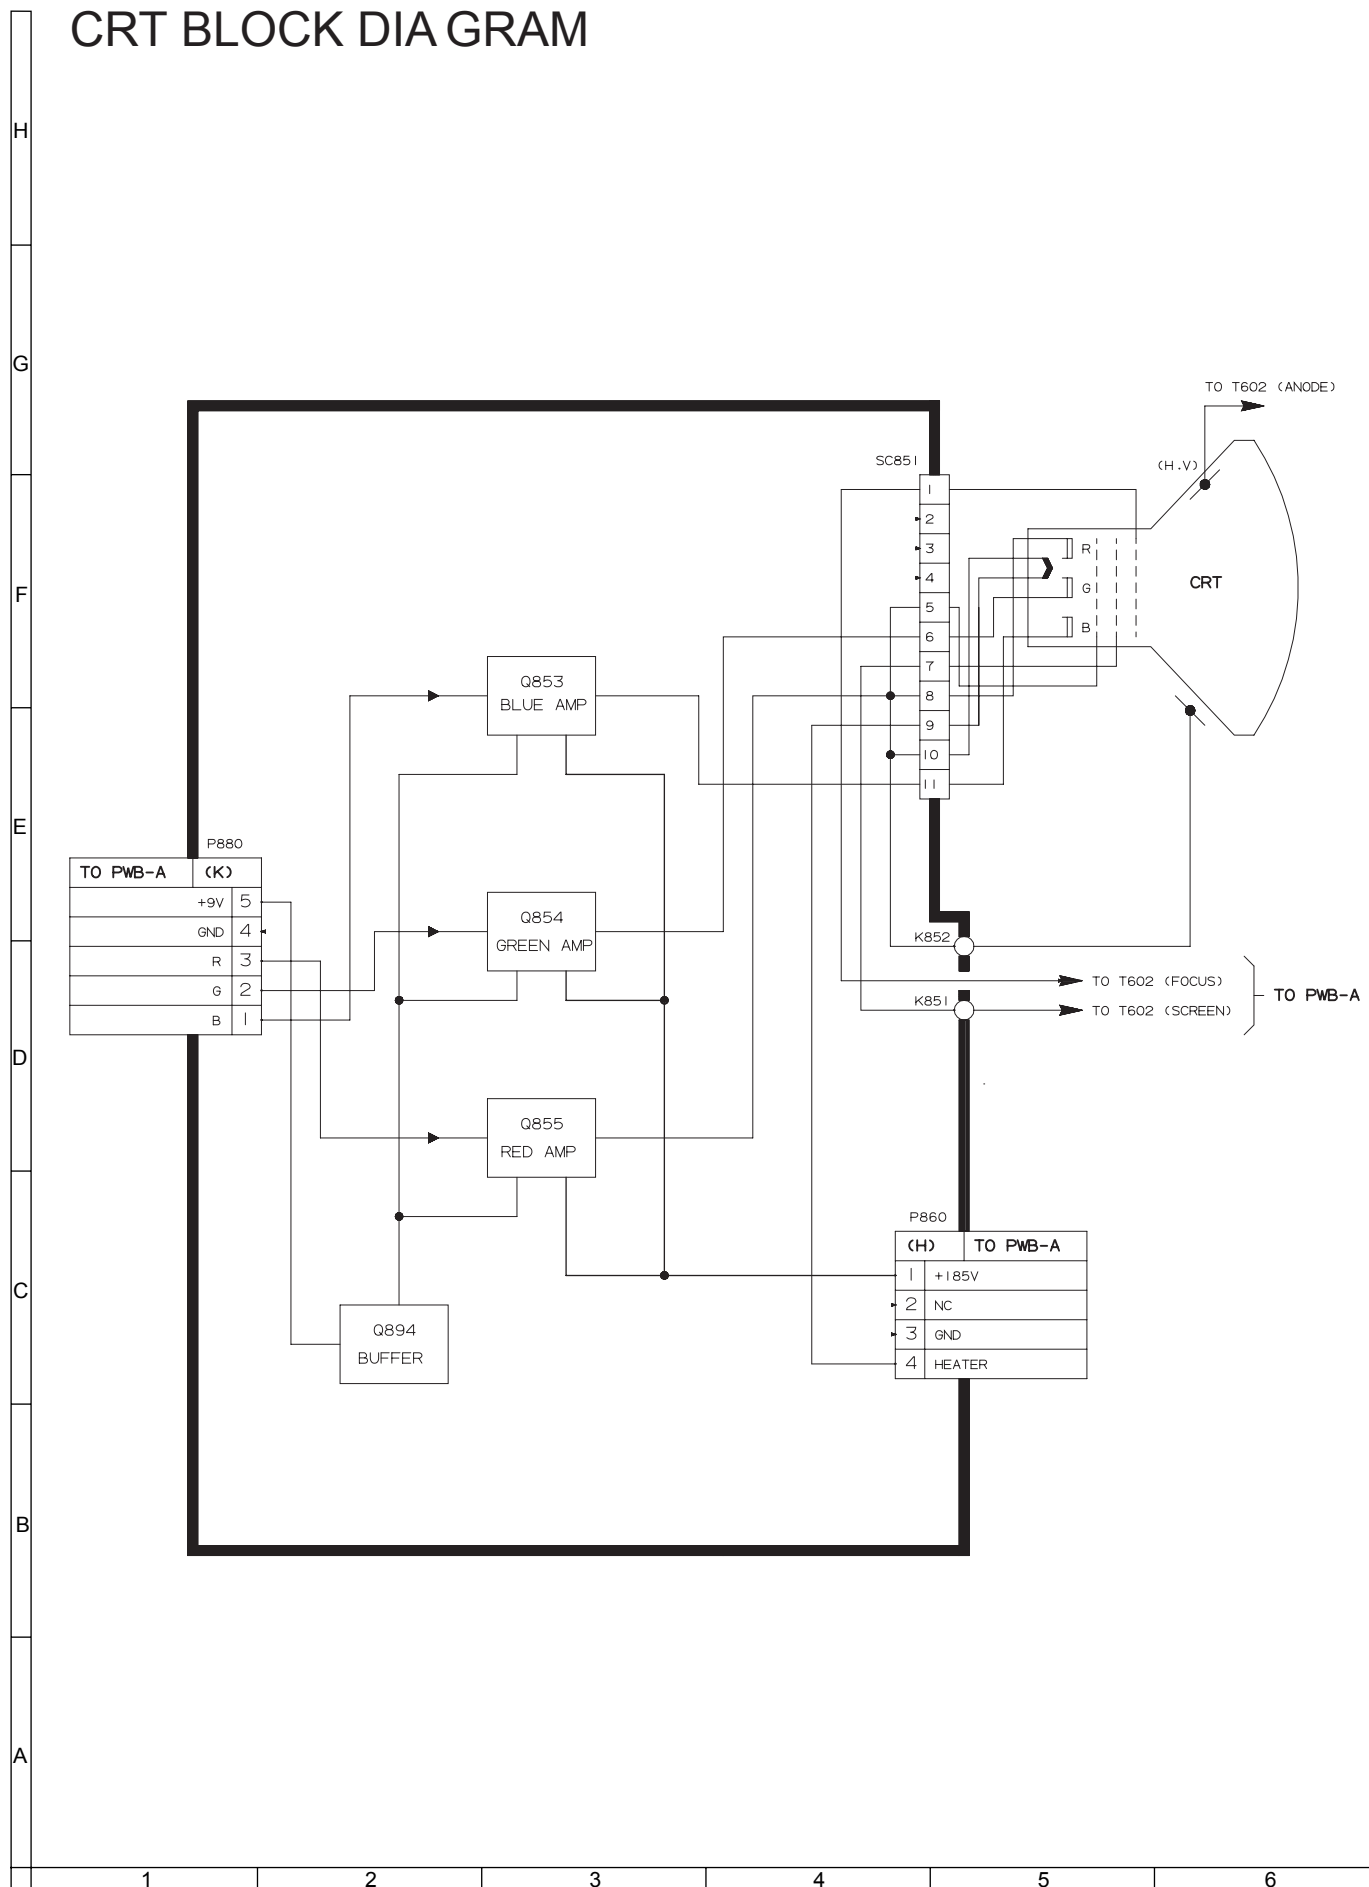 CRT BLOCK DIA GRAM
H
G
TO T602 (ANODE)
SC851
(H.V)
1
2
3
4
5
6
7
8
9
10
11
R
G
B
CRT
F
Q853
BLUE AMP
E
P880
TO PWB-A (K)
+9V 5
GND 4
R 3
G 2
B 1
Q854
GREEN AMP
K852
TO T602 (FOCUS)
K851
TO T602 (SCREEN)
TO PWB-A
D
Q855
RED AMP
P860
(H) TO PWB-A
1 +185V
2 NC
3 GND
4 HEATER
C
Q894
BUFFER
B
A
1 2 3 4 5 6